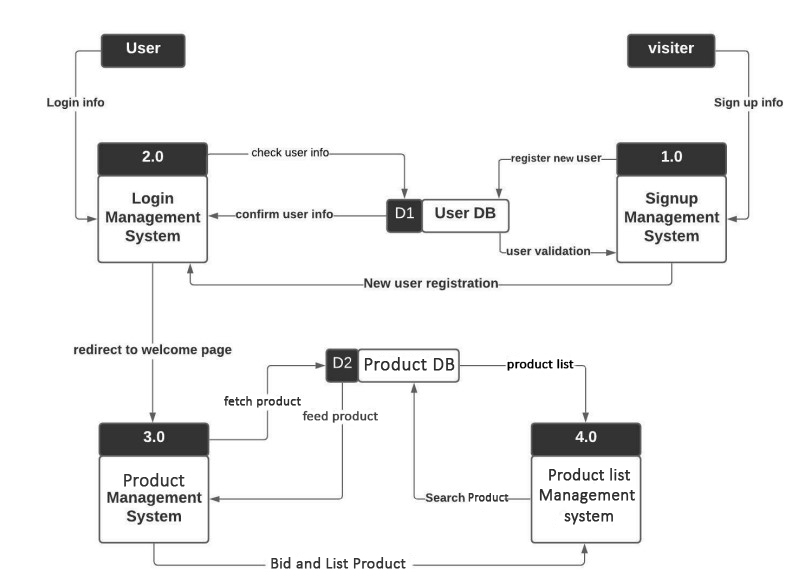 User
visiter
Login info
Sign up info
2.0
Login
Management
System
check user info
confirm user info
D1
User DB
register new user
user validation
1.0
Signup
Management
System
New user registration
redirect to welcome page
D2
Product DB
product list
fetch product
feed product
3.0
Product
Management
System
4.0
Product list
Management
system
Search Product
Bid and List Product